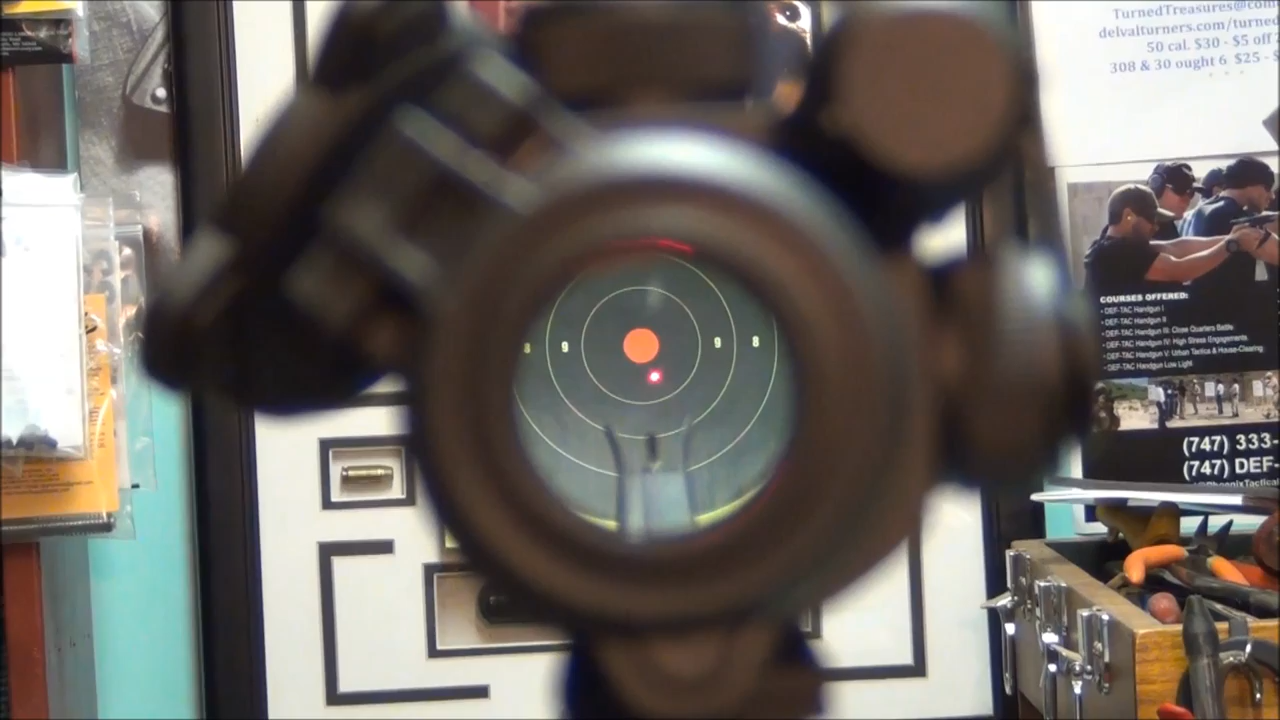 TurnedTreasures@com
delvalturners.com/turned
50 cal. $30 - $5 off
308 & 30 ought 6 $25 -
8 9 9 8
COURSES OFFERED:
• DEF-TAC Handgun I
• DEF-TAC Handgun II
• DEF-TAC Handgun III: Close Quarters Battle
• DEF-TAC Handgun IV: High Stress Engagements
• DEF-TAC Handgun V: Urban Tactics & House-Clearing
• DEF-TAC Handgun Low Light
(747) 333-
(747) DEF-